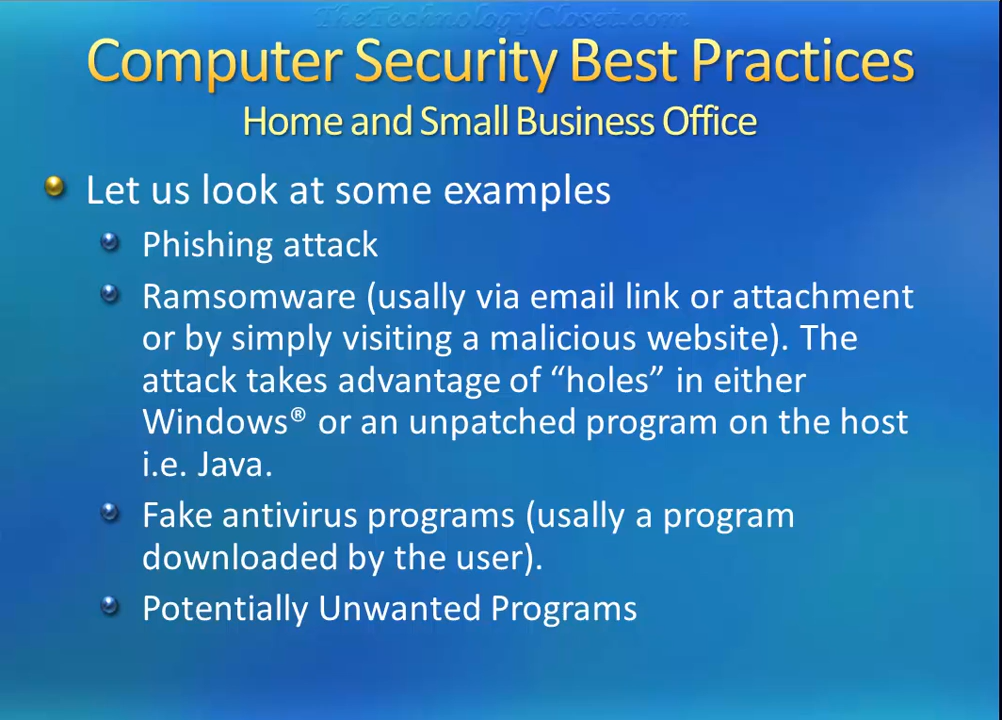 TheTechnologyCloset.com
Computer Security Best Practices
Home and Small Business Office
Let us look at some examples
Phishing attack
Ramsomware (usally via email link or attachment
or by simply visiting a malicious website). The
attack takes advantage of “holes” in either
Windows® or an unpatched program on the host
i.e. Java.
Fake antivirus programs (usally a program
downloaded by the user).
Potentially Unwanted Programs